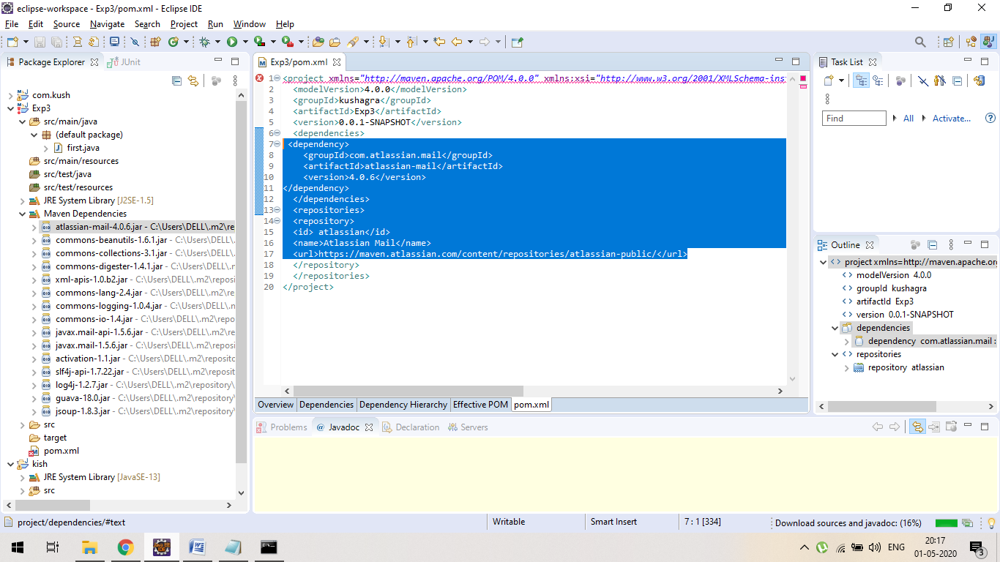 eclipse-workspace - Exp3/pom.xml - Eclipse IDE
File Edit Source Navigate Search Project Run Window Help
Package Explorer
JUnit
com.kush
Exp3
src/main/java
(default package)
first.java
src/main/resources
src/test/java
src/test/resources
JRE System Library [J2SE-1.5]
Maven Dependencies
atlassian-mail-4.0.6.jar - C:\Users\DELL\.m2\re
commons-beanutils-1.6.1.jar - C:\Users\DELL\.
commons-collections-3.1.jar - C:\Users\DELL\.
commons-digester-1.4.1.jar - C:\Users\DELL\.m
xml-apis-1.0.b2.jar - C:\Users\DELL\.m2\reposi
commons-lang-2.4.jar - C:\Users\DELL\.m2\re
commons-logging-1.0.4.jar - C:\Users\DELL\.n
commons-io-1.4.jar - C:\Users\DELL\.m2\repo
javax.mail-api-1.5.6.jar - C:\Users\DELL\.m2\re
javax.mail-1.5.6.jar - C:\Users\DELL\.m2\reposi
activation-1.1.jar - C:\Users\DELL\.m2\repositc
slf4j-api-1.7.22.jar - C:\Users\DELL\.m2\reposit
log4j-1.2.7.jar - C:\Users\DELL\.m2\repository\
guava-18.0.jar - C:\Users\DELL\.m2\repository\
jsoup-1.8.3.jar - C:\Users\DELL\.m2\repository\
src
target
pom.xml
kish
JRE System Library [JavaSE-13]
src
Exp3/pom.xml
1 <project xmlns="http://maven.apache.org/POM/4.0.0" xmlns:xsi="http://www.w3.org/2001/XMLSchema-ins
2 <modelVersion>4.0.0</modelVersion>
3 <groupId>kushagra</groupId>
4 <artifactId>Exp3</artifactId>
5 <version>0.0.1-SNAPSHOT</version>
6 <dependencies>
7 <dependency>
8 <groupId>com.atlassian.mail</groupId>
9 <artifactId>atlassian-mail</artifactId>
10 <version>4.0.6</version>
11 </dependency>
12 </dependencies>
13 <repositories>
14 <repository>
15 <id> atlassian</id>
16 <name>Atlassian Mail</name>
17 <url>https://maven.atlassian.com/content/repositories/atlassian-public/</url>
18 </repository>
19 </repositories>
20 </project>
Overview Dependencies Dependency Hierarchy Effective POM pom.xml
Problems @ Javadoc Declaration Servers
Task List
Find All Activate...
Outline
project xmlns=http://maven.apache.or
modelVersion 4.0.0
groupId kushagra
artifactId Exp3
version 0.0.1-SNAPSHOT
dependencies
dependency com.atlassian.mail :
repositories
repository atlassian
project/dependencies/#text
Writable
Smart Insert
7 : 1 [334]
Download sources and javadoc: (16%)
ENG
20:17
01-05-2020
3